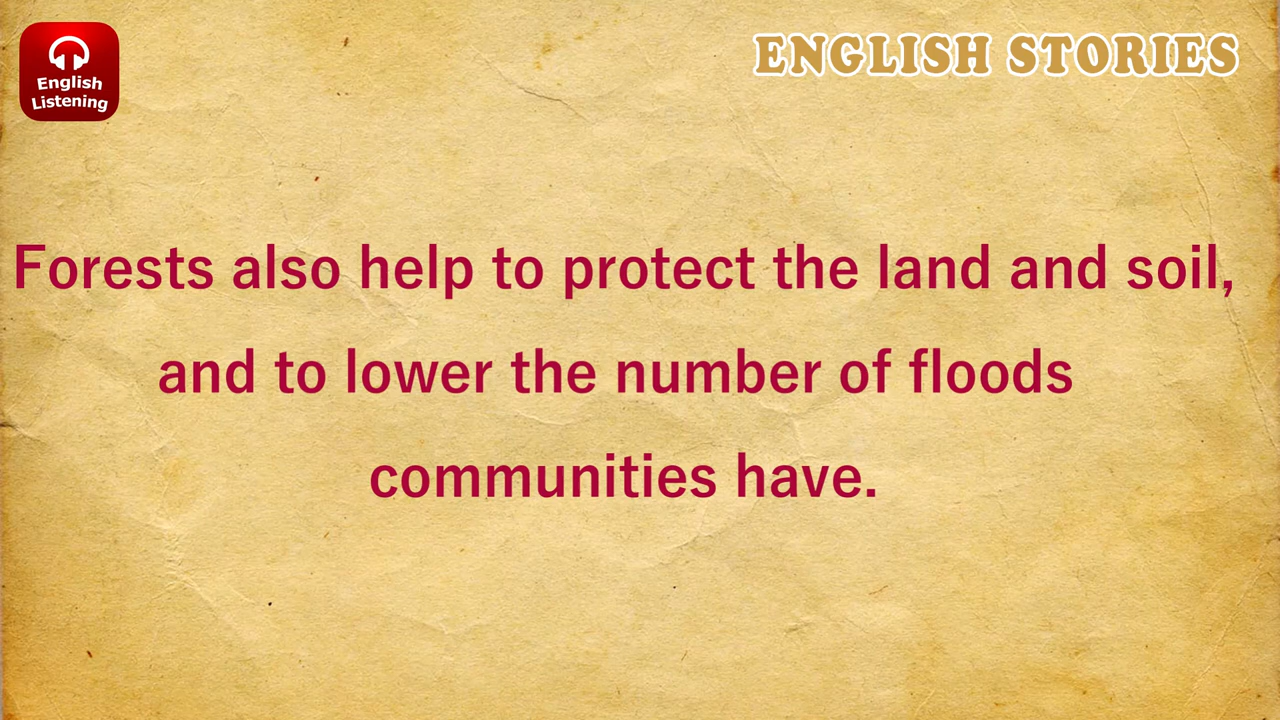 English
Listening
ENGLISH STORIES
Forests also help to protect the land and soil,
and to lower the number of floods
communities have.